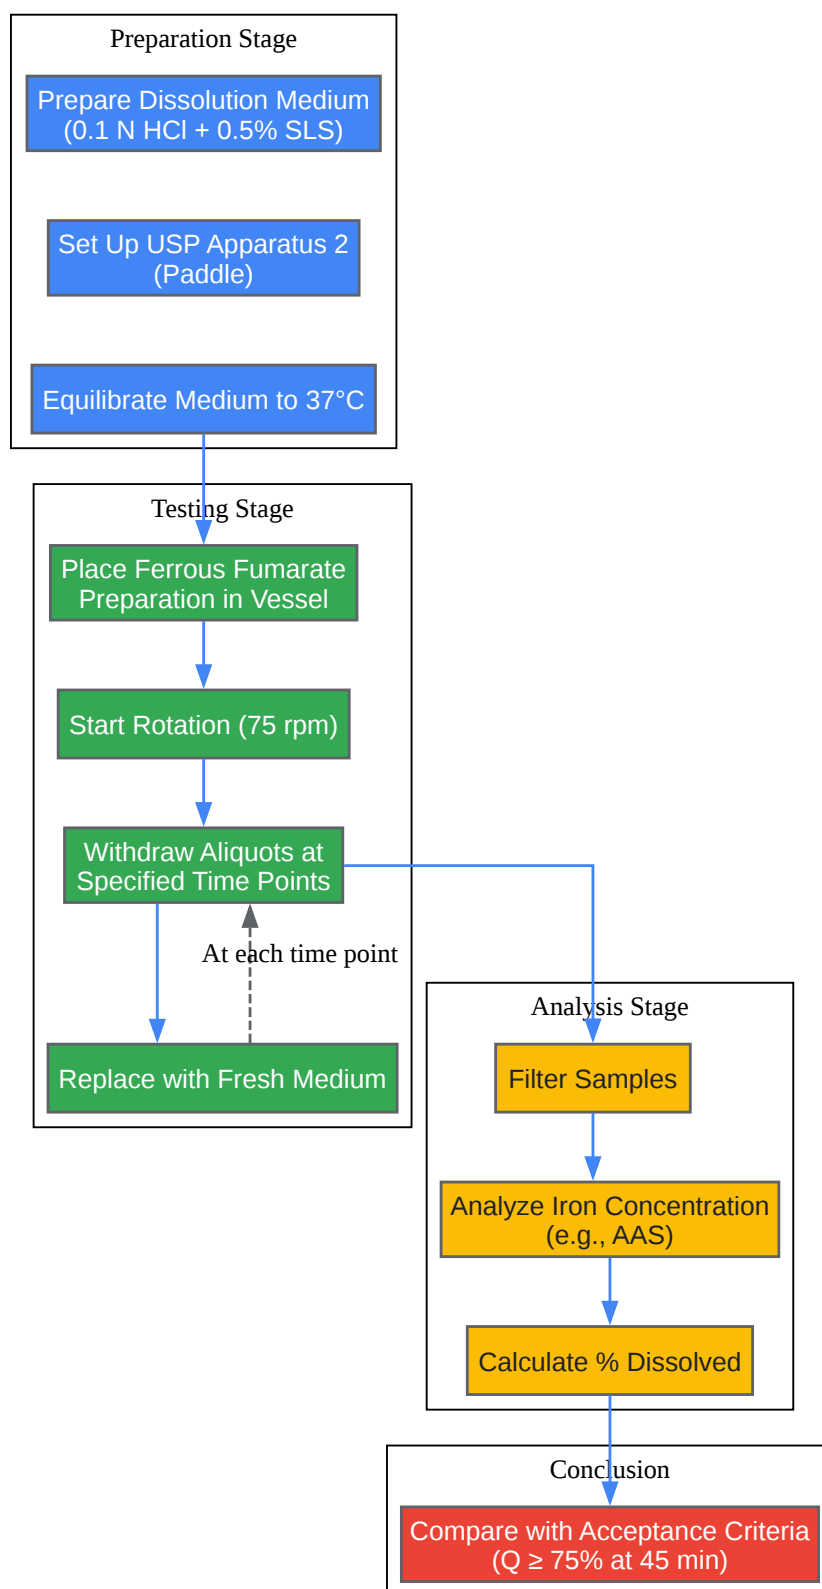 Preparation Stage
Prepare Dissolution Medium
(0.1 N HCl + 0.5% SLS)
Set Up USP Apparatus 2
(Paddle)
Equilibrate Medium to 37°C
Testing Stage
Place Ferrous Fumarate
Preparation in Vessel
Start Rotation (75 rpm)
Withdraw Aliquots at
Specified Time Points
At each time point
Replace with Fresh Medium
Analysis Stage
Filter Samples
Analyze Iron Concentration
(e.g., AAS)
Calculate % Dissolved
Conclusion
Compare with Acceptance Criteria
(Q ≥ 75% at 45 min)